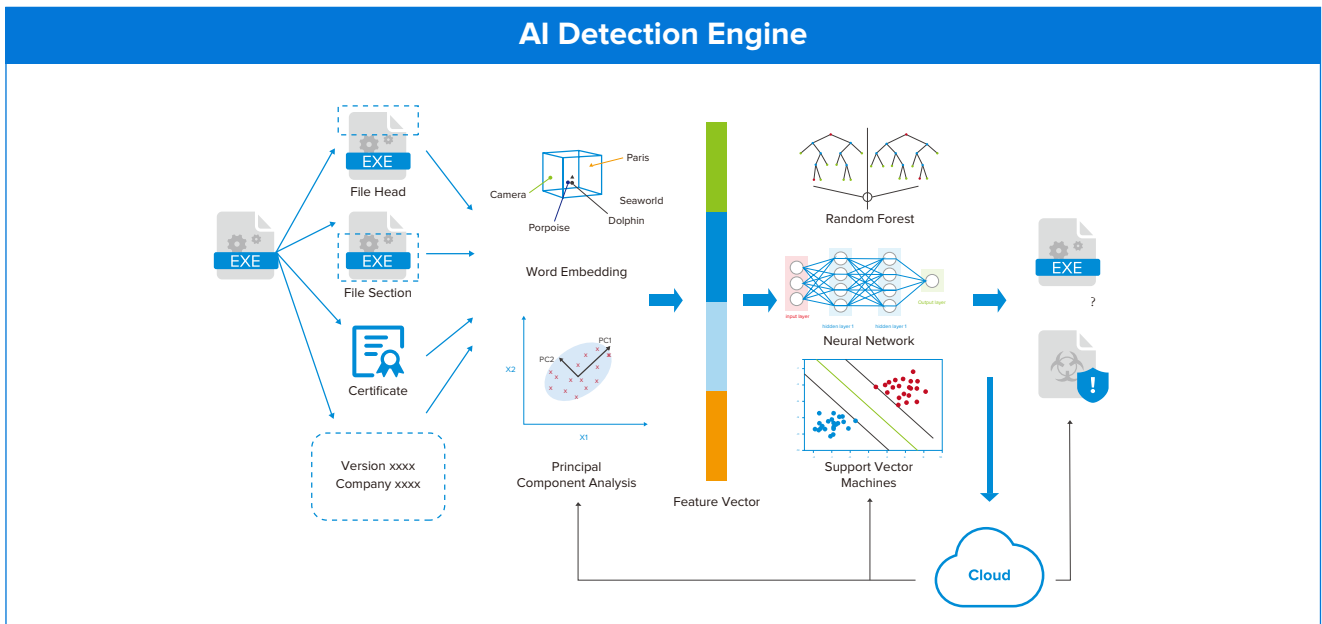 AI Detection Engine
EXE
EXE
File Head
EXE
File Section
Certificate
Version xxxx
Company xxxx
Paris
Camera
Seaworld
Dolphin
Porpoise
Word Embedding
PC1
PC2
X2
X1
Principal
Component Analysis
Feature Vector
Random Forest
input layer
hidden layer 1
hidden layer 1
Output layer
Neural Network
Support Vector
Machines
EXE
?
!
Cloud